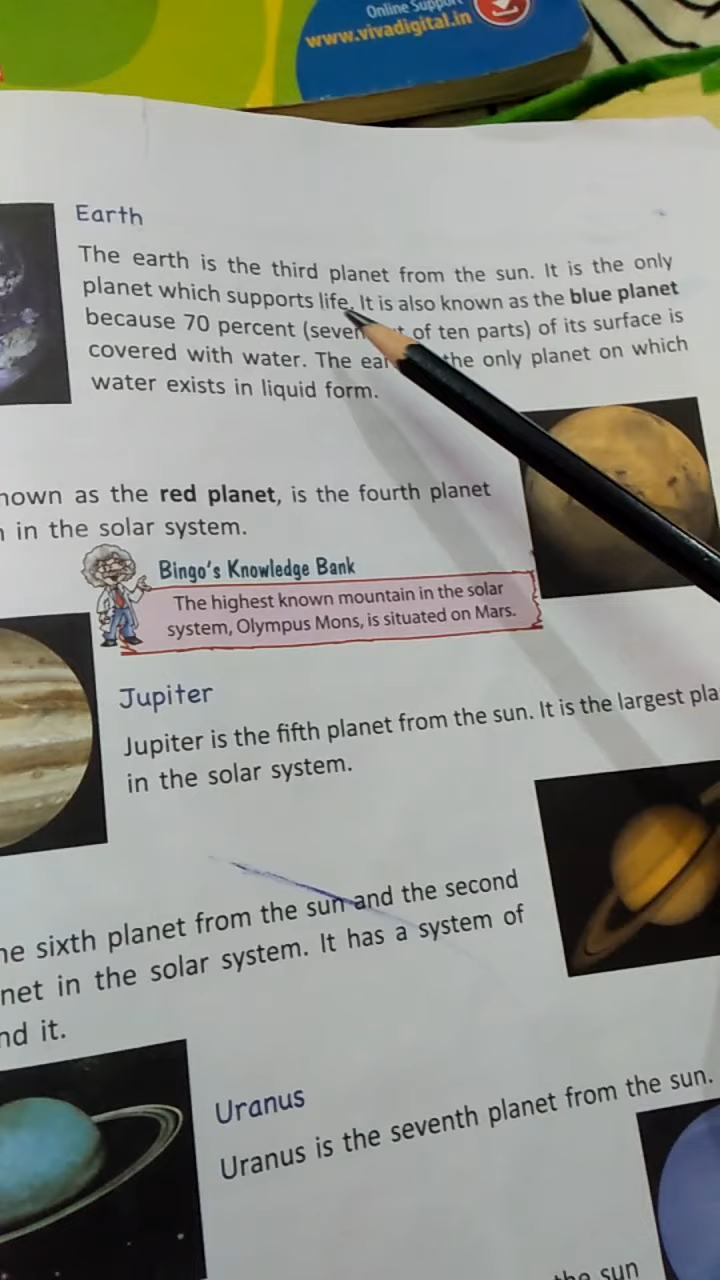 Online Support
www.vivadigital.in
Earth
The earth is the third planet from the sun. It is the only
planet which supports life. It is also known as the blue planet
because 70 percent (seven of ten parts) of its surface is
covered with water. The the only planet on which
water exists in liquid form.
as the red planet, is the fourth planet
in the solar system.
Bingo's Knowledge Bank
The highest known mountain in the solar
system, Olympus Mons, is situated on Mars.
Jupiter
Jupiter is the fifth planet from the sun. It is the largest
in the solar system.
sixth planet from the sun and the second
in the solar system. It has a system of
it.
Uranus
Uranus is the seventh planet from the sun.
the sun